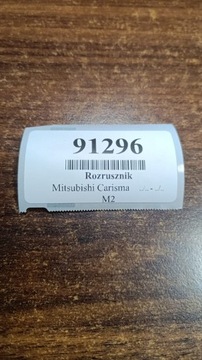 91296
Rozrusznik
Mitsubishi Carisma .-.
M2